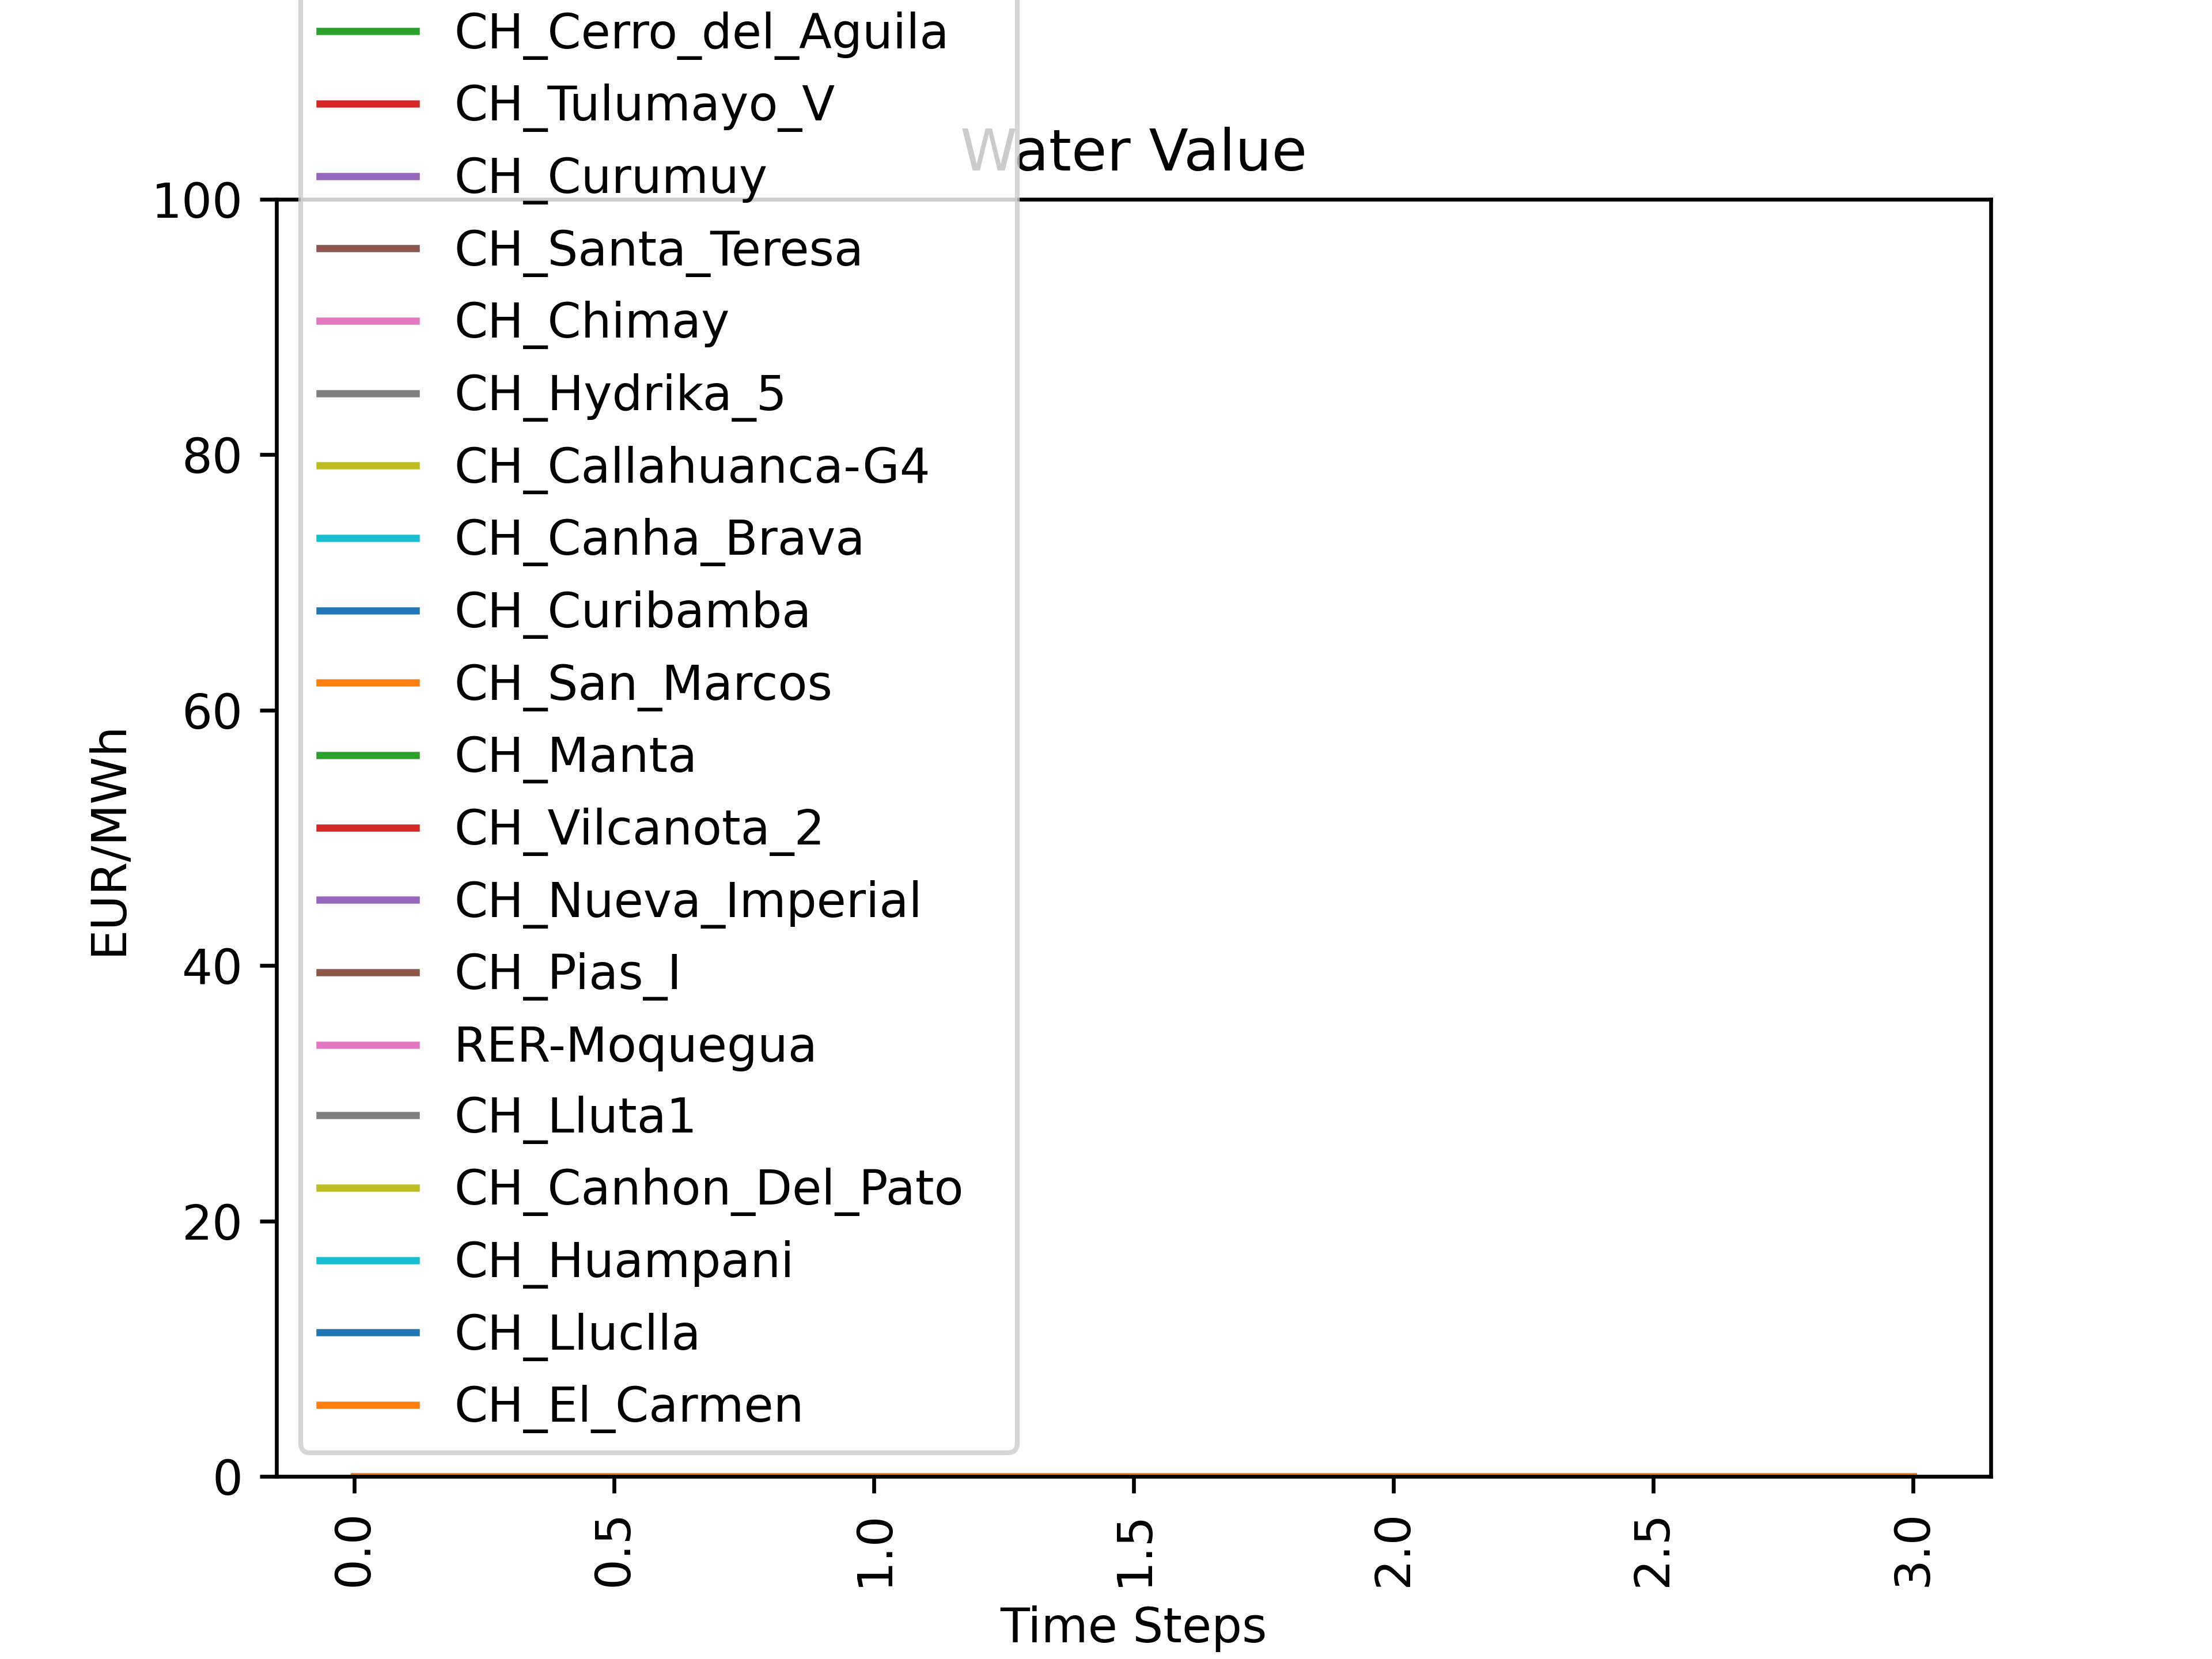 CH_Cerro_del_Aguila
CH_Tulumayo_V
Water Value
CH_Curumuy
CH_Santa_Teresa
CH_Chimay
CH_Hydrika_5
CH_Callahuanca-G4
CH_Canha_Brava
CH_Curibamba
CH_San_Marcos
CH_Manta
CH_Vilcanota_2
CH_Nueva_Imperial
CH_Pias_I
RER-Moquegua
CH_Lluta1
CH_Canhon_Del_Pato
CH_Huampani
CH_Lluclla
CH_El_Carmen
100
80
60
40
20
0
EUR/MWh
0.0
0.5
1.0
1.5
2.0
2.5
3.0
Time Steps